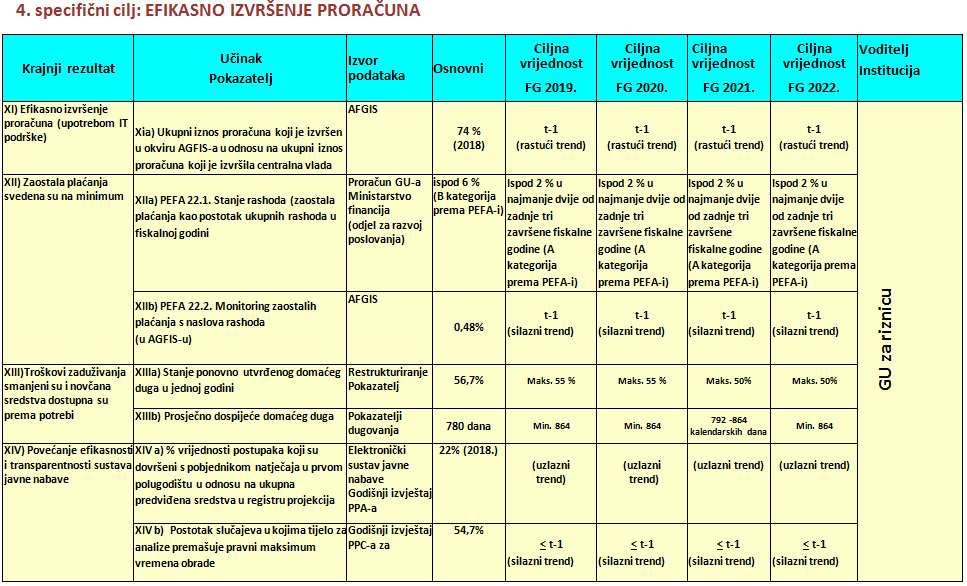 4. specifični cilj: EFIKASNO IZVRŠENJE PRORAČUNA
Krajnji rezultat
Učinak
Pokazatelj
Izvor
podataka
Osnovni
Ciljna
vrijednost
FG 2019.
Ciljna
vrijednost
FG 2020.
Ciljna
vrijednost
FG 2021.
Ciljna
vrijednost
FG 2022.
Voditelj
Institucija
XI) Efikasno izvršenje
proračuna (upotrebom IT
podrške)
Xia) Ukupni iznos proračuna koji je izvršen
u okviru AGFIS-a u odnosu na ukupni iznos
proračuna koji je izvršila centralna vlada
AFGIS
74 %
(2018)
t-1
(rastući trend)
t-1
(rastući trend)
t-1
(rastući trend)
t-1
(rastući trend)
GU za riznicu
XII) Zaostala plaćanja
svedena su na minimum
XIIa) PEFA 22.1. Stanje rashoda (zaostala
plaćanja kao postotak ukupnih rashoda u
fiskalnoj godini)
Proračun GU-a
Ministarstvo
financija
(odjel za razvoj
poslovanja)
ispod 6 %
(B kategorija
prema PEFA-i)
Ispod 2 % u
najmanje dvije od
zadnje tri
završene fiskalne
godine (A
kategorija
prema PEFA-i)
Ispod 2 % u
najmanje dvije
od zadnje tri
završene fiskalne
godine (A
kategorija
prema PEFA-i)
Ispod 2 % u
najmanje dvije
od zadnje tri
završene
fiskalne godine
(A kategorija
prema PEFA-i)
Ispod 2 % u
najmanje dvije
od zadnje tri
završene fiskalne
godine (A
kategorija prema
PEFA-i)
XIIb) PEFA 22.2. Monitoring zaostalih
plaćanja s naslova rashoda
(u AGFIS-u)
AFGIS
0,48%
t-1
(silazni trend)
t-1
(silazni trend)
t-1
(silazni trend)
t-1
(silazni trend)
XIII)Troškovi zaduživanja
smanjeni su i novčana
sredstva dostupna su
prema potrebi
XIIIa) Stanje ponovno utvrđenog domaćeg
duga u jednoj godini
Restrukturiranje
Pokazatelj
56,7%
Maks. 55 %
Maks. 55 %
Maks. 50%
Maks. 50%
XIIIb) Prosječno dospijeće domaćeg duga
Pokazatelji
dugovanja
780 dana
Min. 864
Min. 864
792 -864
kalendarskih dana
Min. 864
XIV) Povećanje efikasnosti
i transparentnosti sustava
javne nabave
XIV a) % vrijednosti postupaka koji su
dovršeni s pobjednikom natječaja u prvom
polugodištu u odnosu na ukupna
predviđena sredstva u registru projekcija
Elektronički
sustav javne
nabave
Godišnji izvještaj
PPA-a
22% (2018.)
(uzlazni
trend)
(uzlazni
trend)
(uzlazni trend)
(uzlazni trend)
XIV b) Postotak slučajeva u kojima tijelo za
analize premašuje pravni maksimum
vremena obrade
Godišnji izvještaj
PPC-a za
54,7%
≤ t-1
(silazni trend)
≤ t-1
(silazni trend)
≤ t-1
(silazni trend)
≤ t-1
(silazni trend)